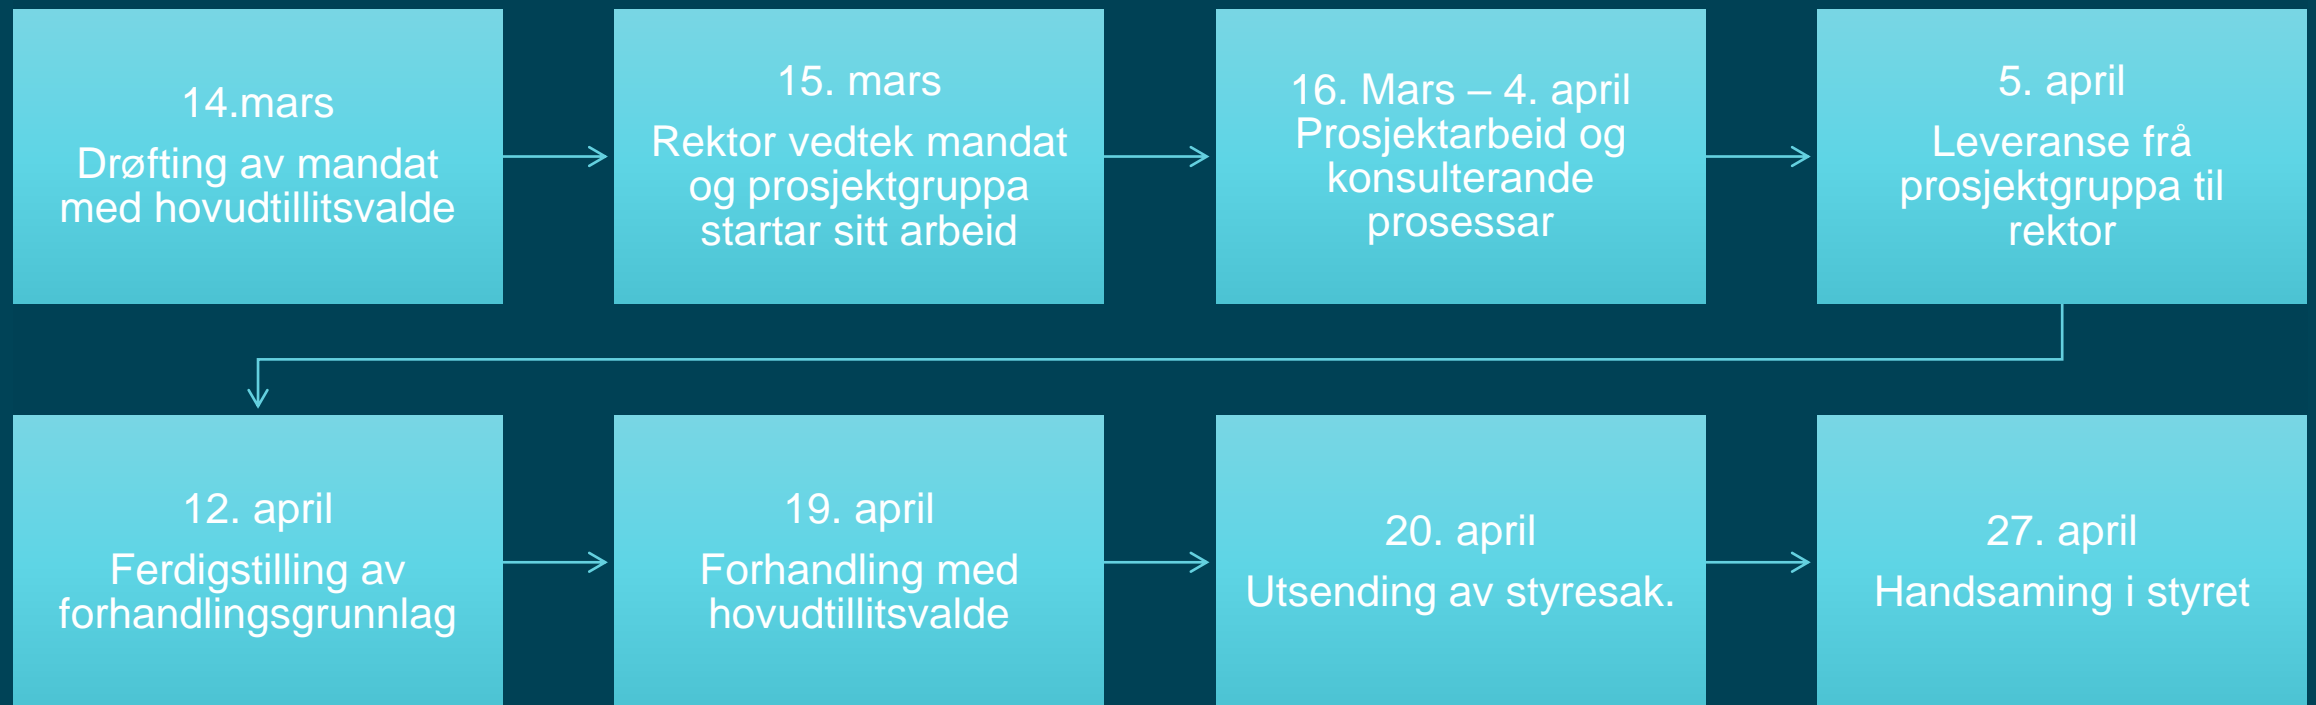 14.mars
Drøfting av mandat
med hovudtillitsvalde
15. mars
Rektor vedtek mandat
og prosjektgruppa
startar sitt arbeid
16. Mars – 4. april
Prosjektarbeid og
konsulterande
prosessar
5. april
Leveranse frå
prosjektgruppa til
rektor
12. april
Ferdigstilling av
forhandlingsgrunnlag
19. april
Forhandling med
hovudtillitsvalde
20. april
Utsending av styresak.
27. april
Handsaming i styret